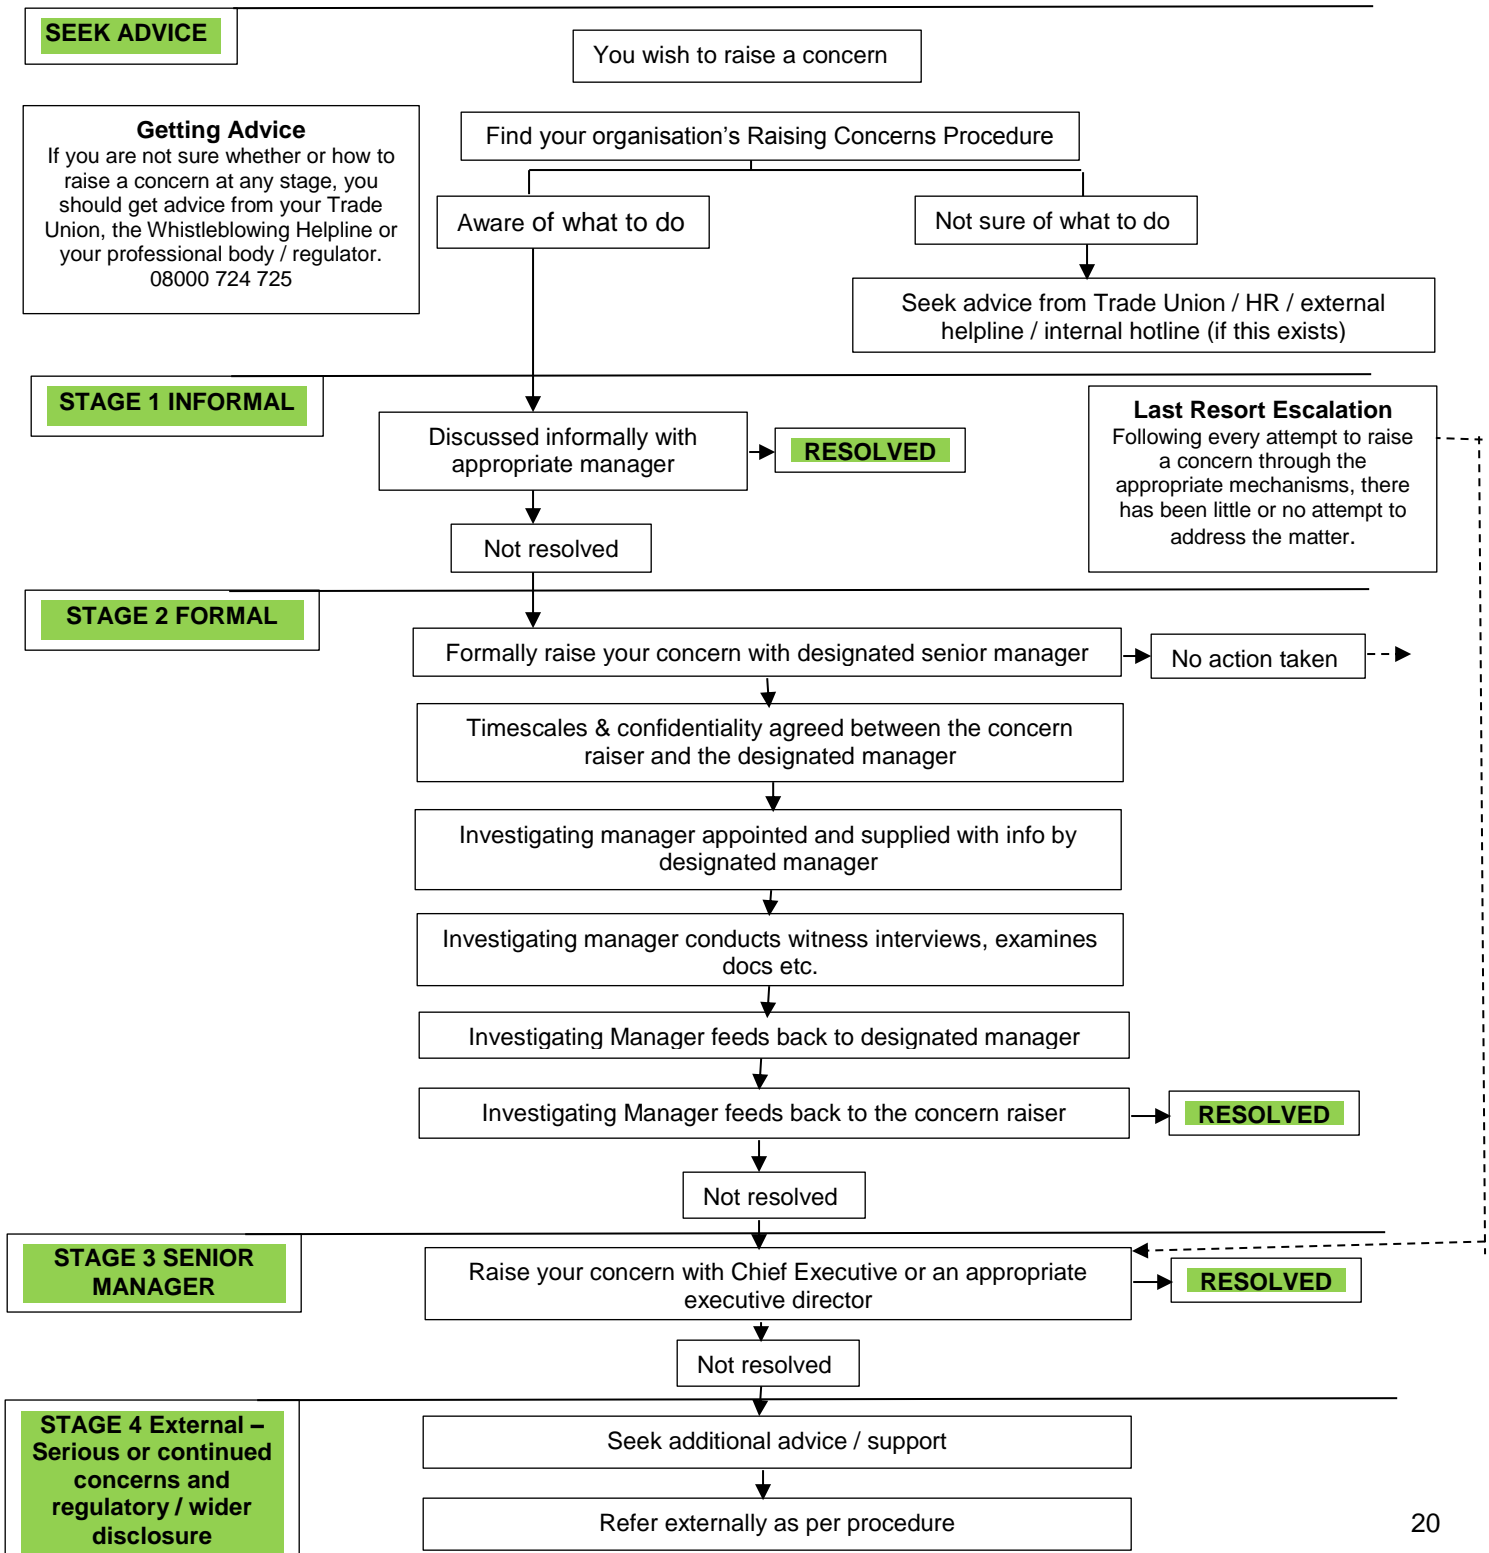 SEEK ADVICE
You wish to raise a concern
Getting Advice
If you are not sure whether or how to
raise a concern at any stage, you
should get advice from your Trade
Union, the Whistleblowing Helpline or
your professional body / regulator.
08000 724 725
Find your organisation’s Raising Concerns Procedure
Aware of what to do
Not sure of what to do
Seek advice from Trade Union / HR / external
helpline / internal hotline (if this exists)
STAGE 1 INFORMAL
Discussed informally with
appropriate manager
RESOLVED
Last Resort Escalation
Following every attempt to raise
a concern through the
appropriate mechanisms, there
has been little or no attempt to
address the matter.
Not resolved
STAGE 2 FORMAL
Formally raise your concern with designated senior manager
No action taken
Timescales & confidentiality agreed between the concern
raiser and the designated manager
Investigating manager appointed and supplied with info by
designated manager
Investigating manager conducts witness interviews, examines
docs etc.
Investigating Manager feeds back to designated manager
Investigating Manager feeds back to the concern raiser
RESOLVED
Not resolved
STAGE 3 SENIOR
MANAGER
Raise your concern with Chief Executive or an appropriate
executive director
RESOLVED
Not resolved
STAGE 4 External –
Serious or continued
concerns and
regulatory / wider
disclosure
Seek additional advice / support
Refer externally as per procedure
20